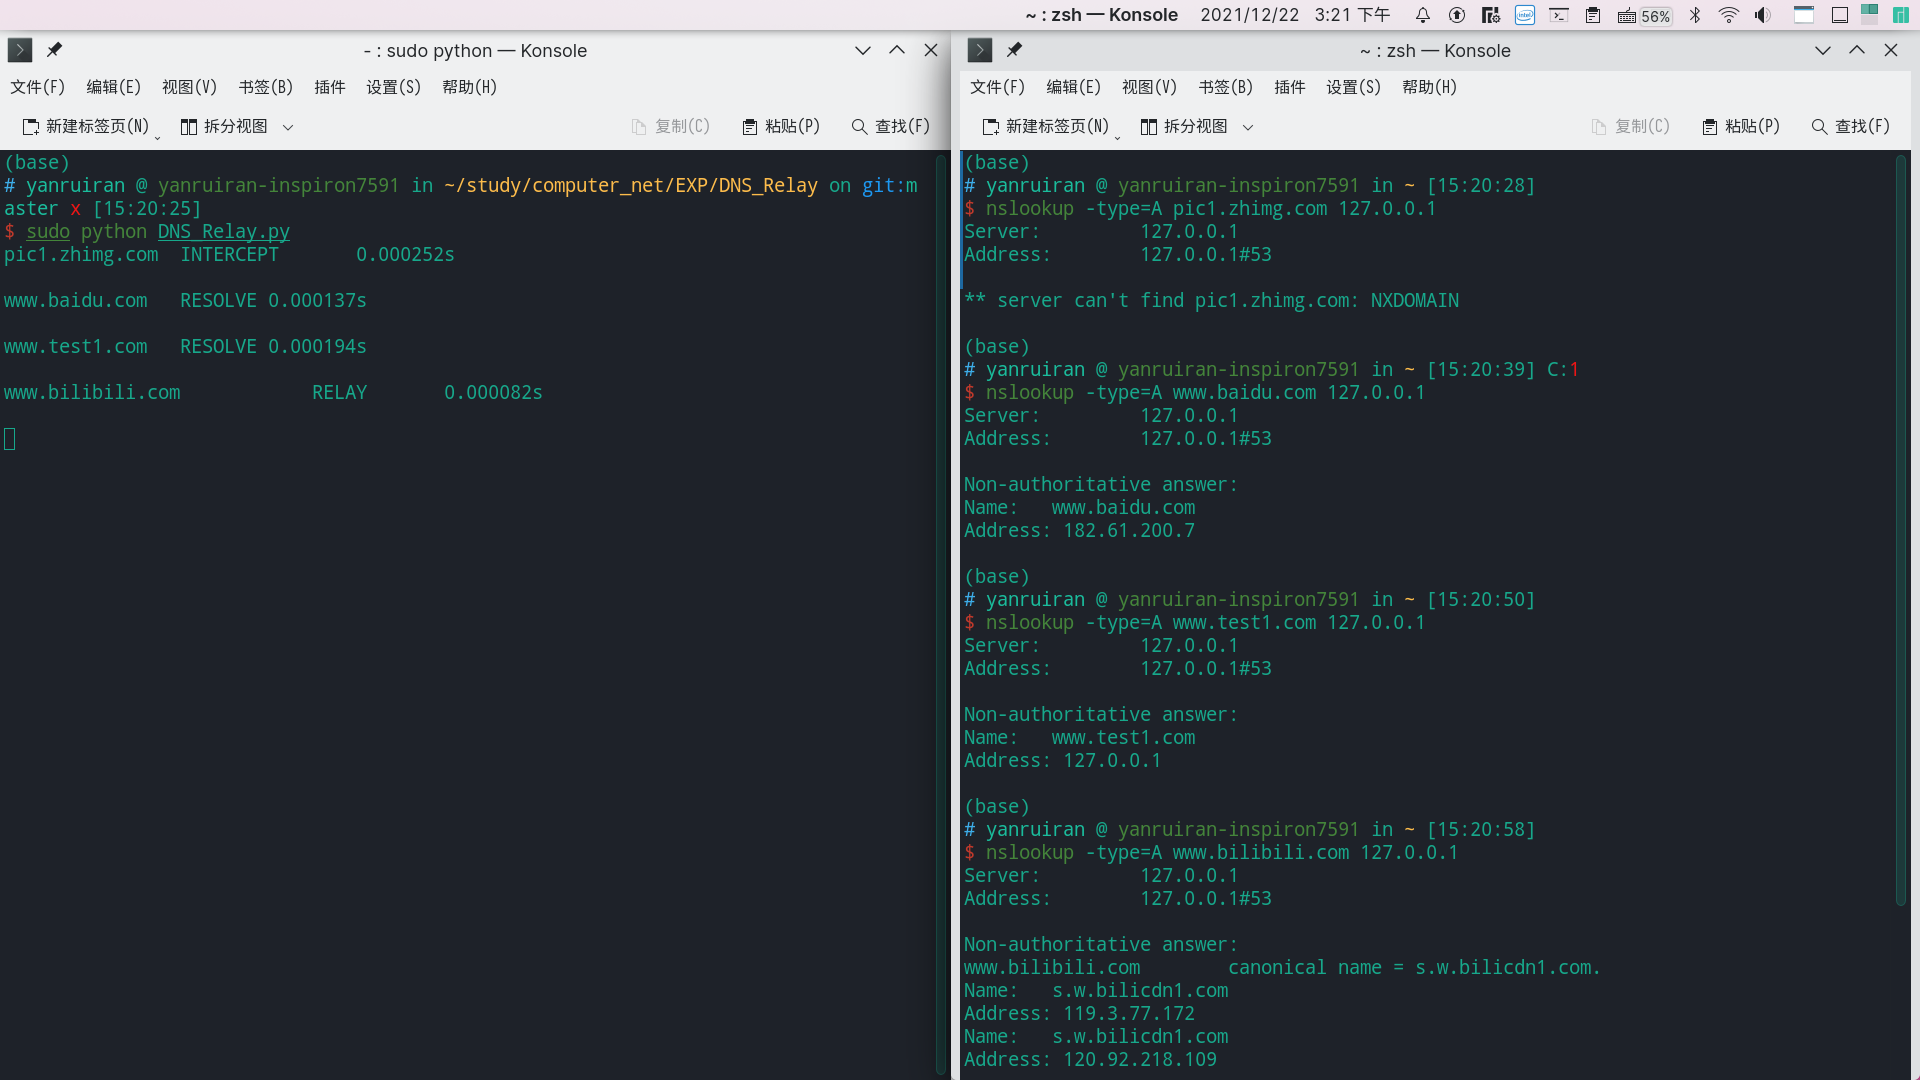 ~ : zsh — Konsole 2021/12/22 3:21 下午 56%
- : sudo python — Konsole
文件(F) 编辑(E) 视图(V) 书签(B) 插件 设置(S) 帮助(H)
新建标签页(N) 拆分视图 复制(C) 粘贴(P) 查找(F)
(base)
# yanruiran @ yanruiran-inspiron7591 in ~/study/computer_net/EXP/DNS_Relay on git:m
aster x [15:20:25]
$ sudo python DNS_Relay.py
pic1.zhimg.com INTERCEPT 0.000252s
www.baidu.com RESOLVE 0.000137s
www.test1.com RESOLVE 0.000194s
www.bilibili.com RELAY 0.000082s
~ : zsh — Konsole
文件(F) 编辑(E) 视图(V) 书签(B) 插件 设置(S) 帮助(H)
新建标签页(N) 拆分视图 复制(C) 粘贴(P) 查找(F)
(base)
# yanruiran @ yanruiran-inspiron7591 in ~ [15:20:28]
$ nslookup -type=A pic1.zhimg.com 127.0.0.1
Server: 127.0.0.1
Address: 127.0.0.1#53
** server can't find pic1.zhimg.com: NXDOMAIN
(base)
# yanruiran @ yanruiran-inspiron7591 in ~ [15:20:39] C:1
$ nslookup -type=A www.baidu.com 127.0.0.1
Server: 127.0.0.1
Address: 127.0.0.1#53
Non-authoritative answer:
Name: www.baidu.com
Address: 182.61.200.7
(base)
# yanruiran @ yanruiran-inspiron7591 in ~ [15:20:50]
$ nslookup -type=A www.test1.com 127.0.0.1
Server: 127.0.0.1
Address: 127.0.0.1#53
Non-authoritative answer:
Name: www.test1.com
Address: 127.0.0.1
(base)
# yanruiran @ yanruiran-inspiron7591 in ~ [15:20:58]
$ nslookup -type=A www.bilibili.com 127.0.0.1
Server: 127.0.0.1
Address: 127.0.0.1#53
Non-authoritative answer:
www.bilibili.com canonical name = s.w.bilicdn1.com.
Name: s.w.bilicdn1.com
Address: 119.3.77.172
Name: s.w.bilicdn1.com
Address: 120.92.218.109